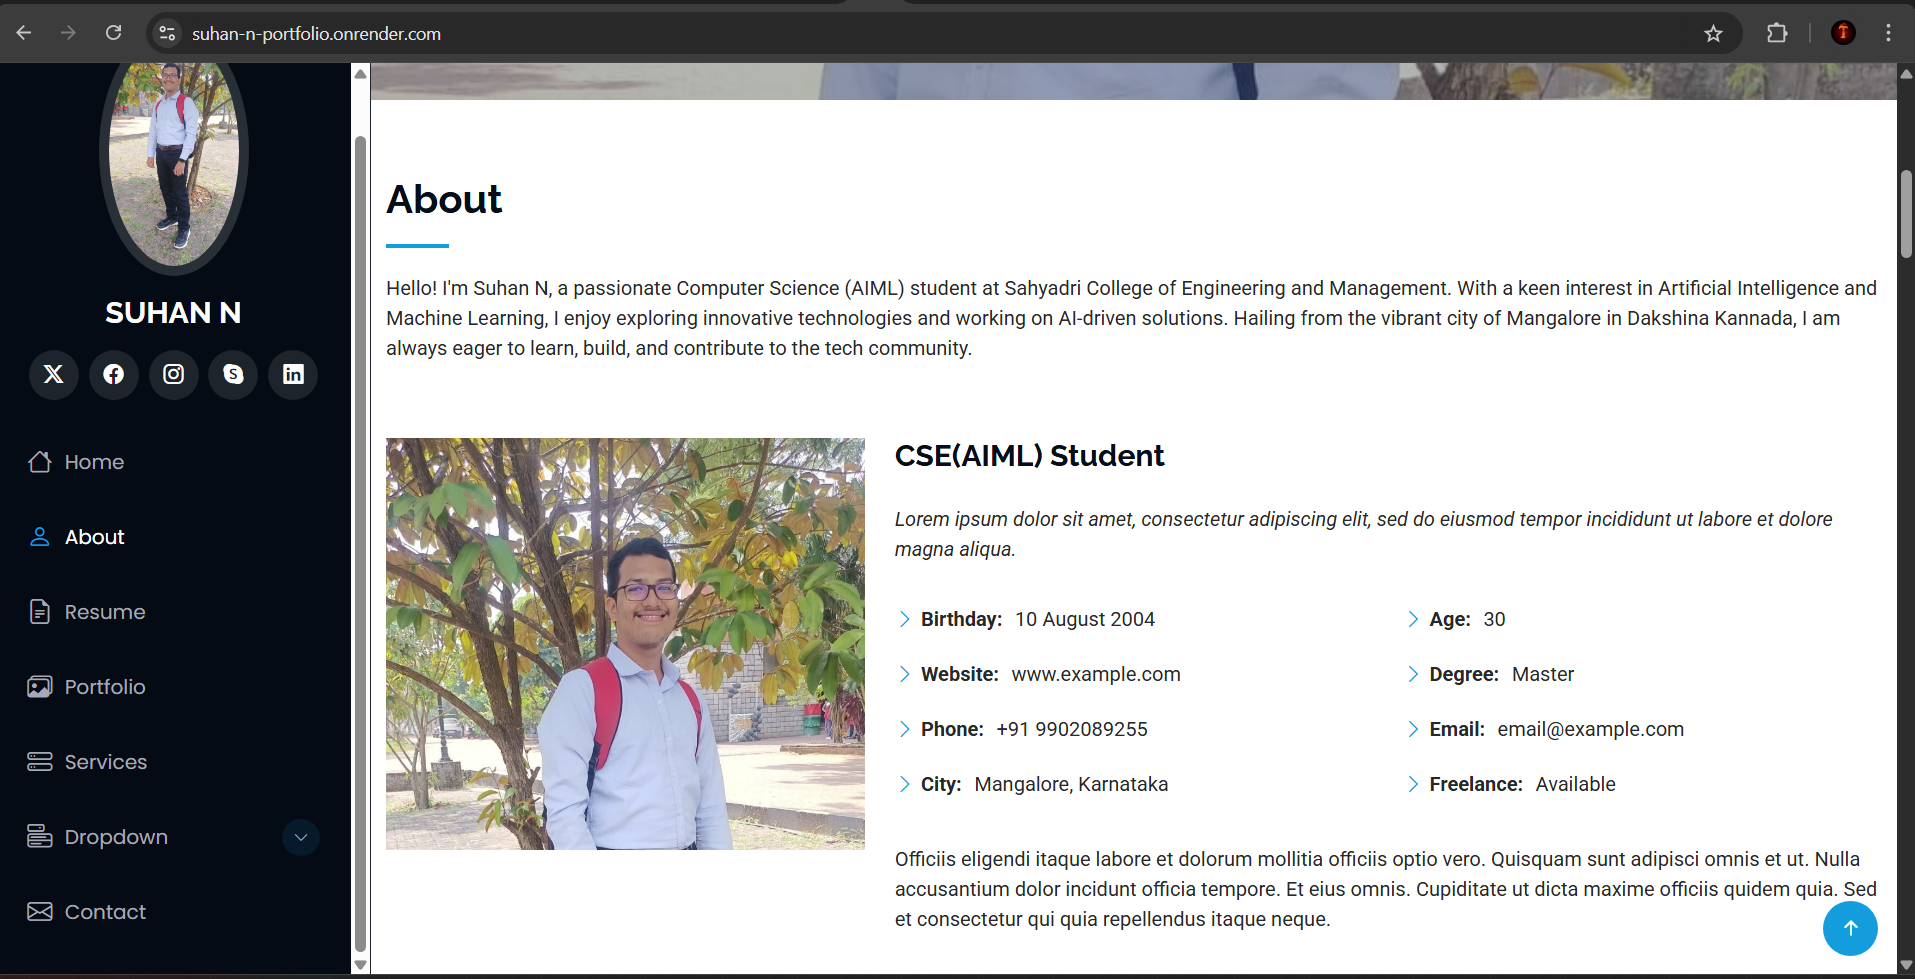 suhan-n-portfolio.onrender.com
SUHAN N
Home
About
Resume
Portfolio
Services
Dropdown
Contact
About
Hello! I'm Suhan N, a passionate Computer Science (AIML) student at Sahyadri College of Engineering and Management. With a keen interest in Artificial Intelligence and
Machine Learning, I enjoy exploring innovative technologies and working on AI-driven solutions. Hailing from the vibrant city of Mangalore in Dakshina Kannada, I am
always eager to learn, build, and contribute to the tech community.
CSE(AIML) Student
Lorem ipsum dolor sit amet, consectetur adipiscing elit, sed do eiusmod tempor incididunt ut labore et dolore
magna aliqua.
Birthday: 10 August 2004
Age: 30
Website: www.example.com
Degree: Master
Phone: +91 9902089255
Email: email@example.com
City: Mangalore, Karnataka
Freelance: Available
Officiis eligendi itaque labore et dolorum mollitia officiis optio vero. Quisquam sunt adipisci omnis et ut. Nulla
accusantium dolor incidunt officia tempore. Et eius omnis. Cupiditate ut dicta maxime officiis quidem quia. Sed
et consectetur qui quia repellendus itaque neque.